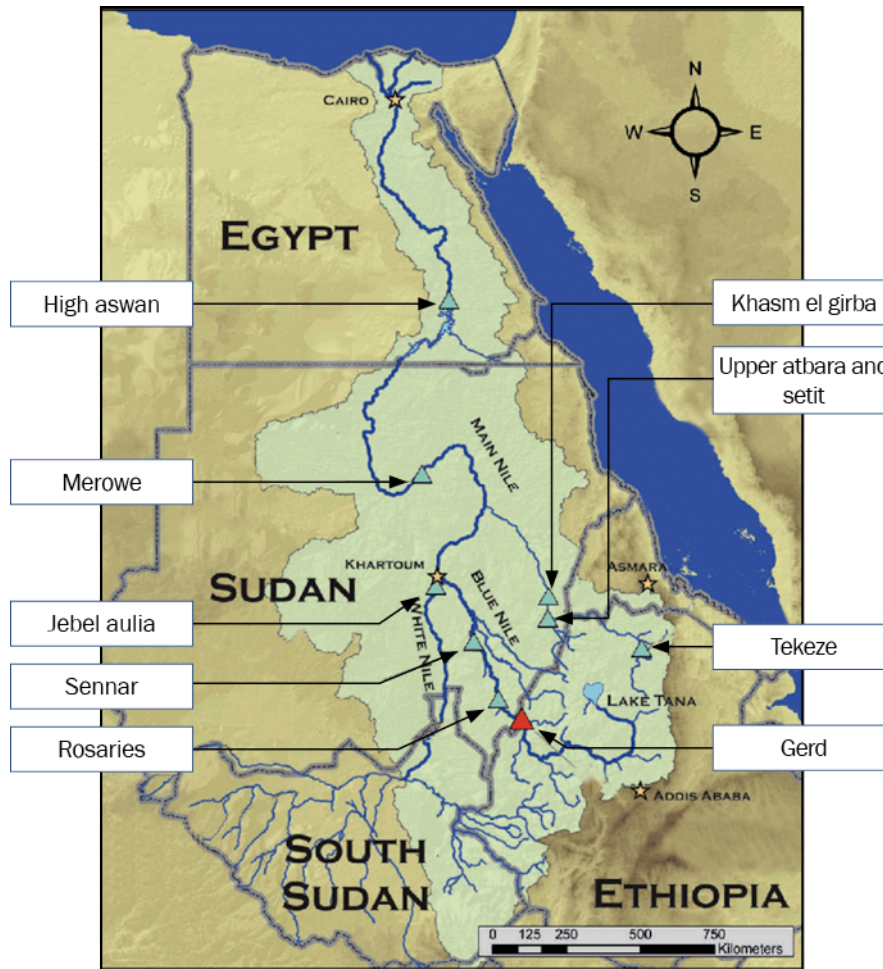 N
W
E
S
CAIRO
EGYPT
High aswan
Khasm el girba
Upper atbara and
setit
Merowe
MAIN NILE
KHARTOUM
ASMARA
SUDAN
BLUE NILE
WHITE NILE
Jebel aulia
Tekeze
Sennar
LAKE TANA
Rosaries
Gerd
ADDIS ABABA
SOUTH
SUDAN
ETHIOPIA
0 125 250 500 750
Kilometers